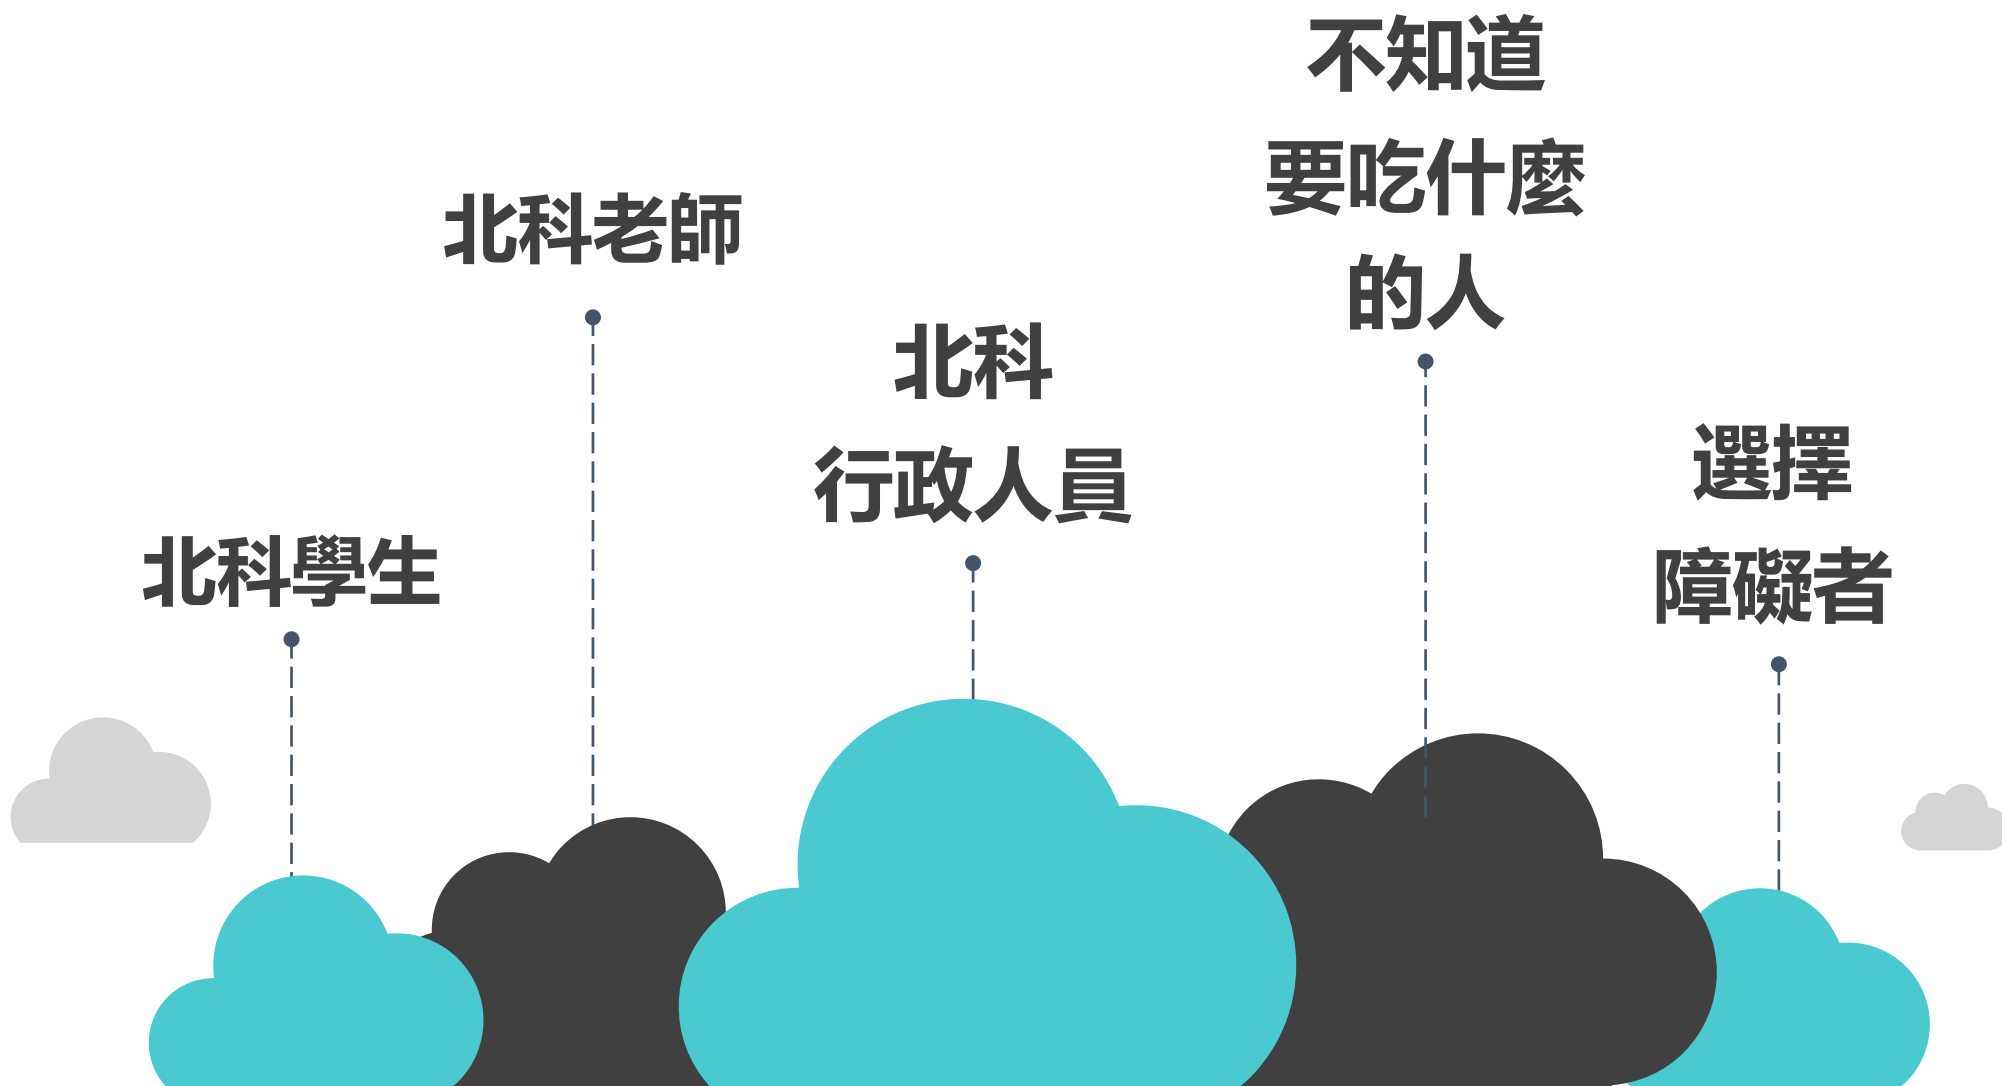 北科學生
北科老師
北科
行政人員
不知道
要吃什麼
的人
選擇
障礙者